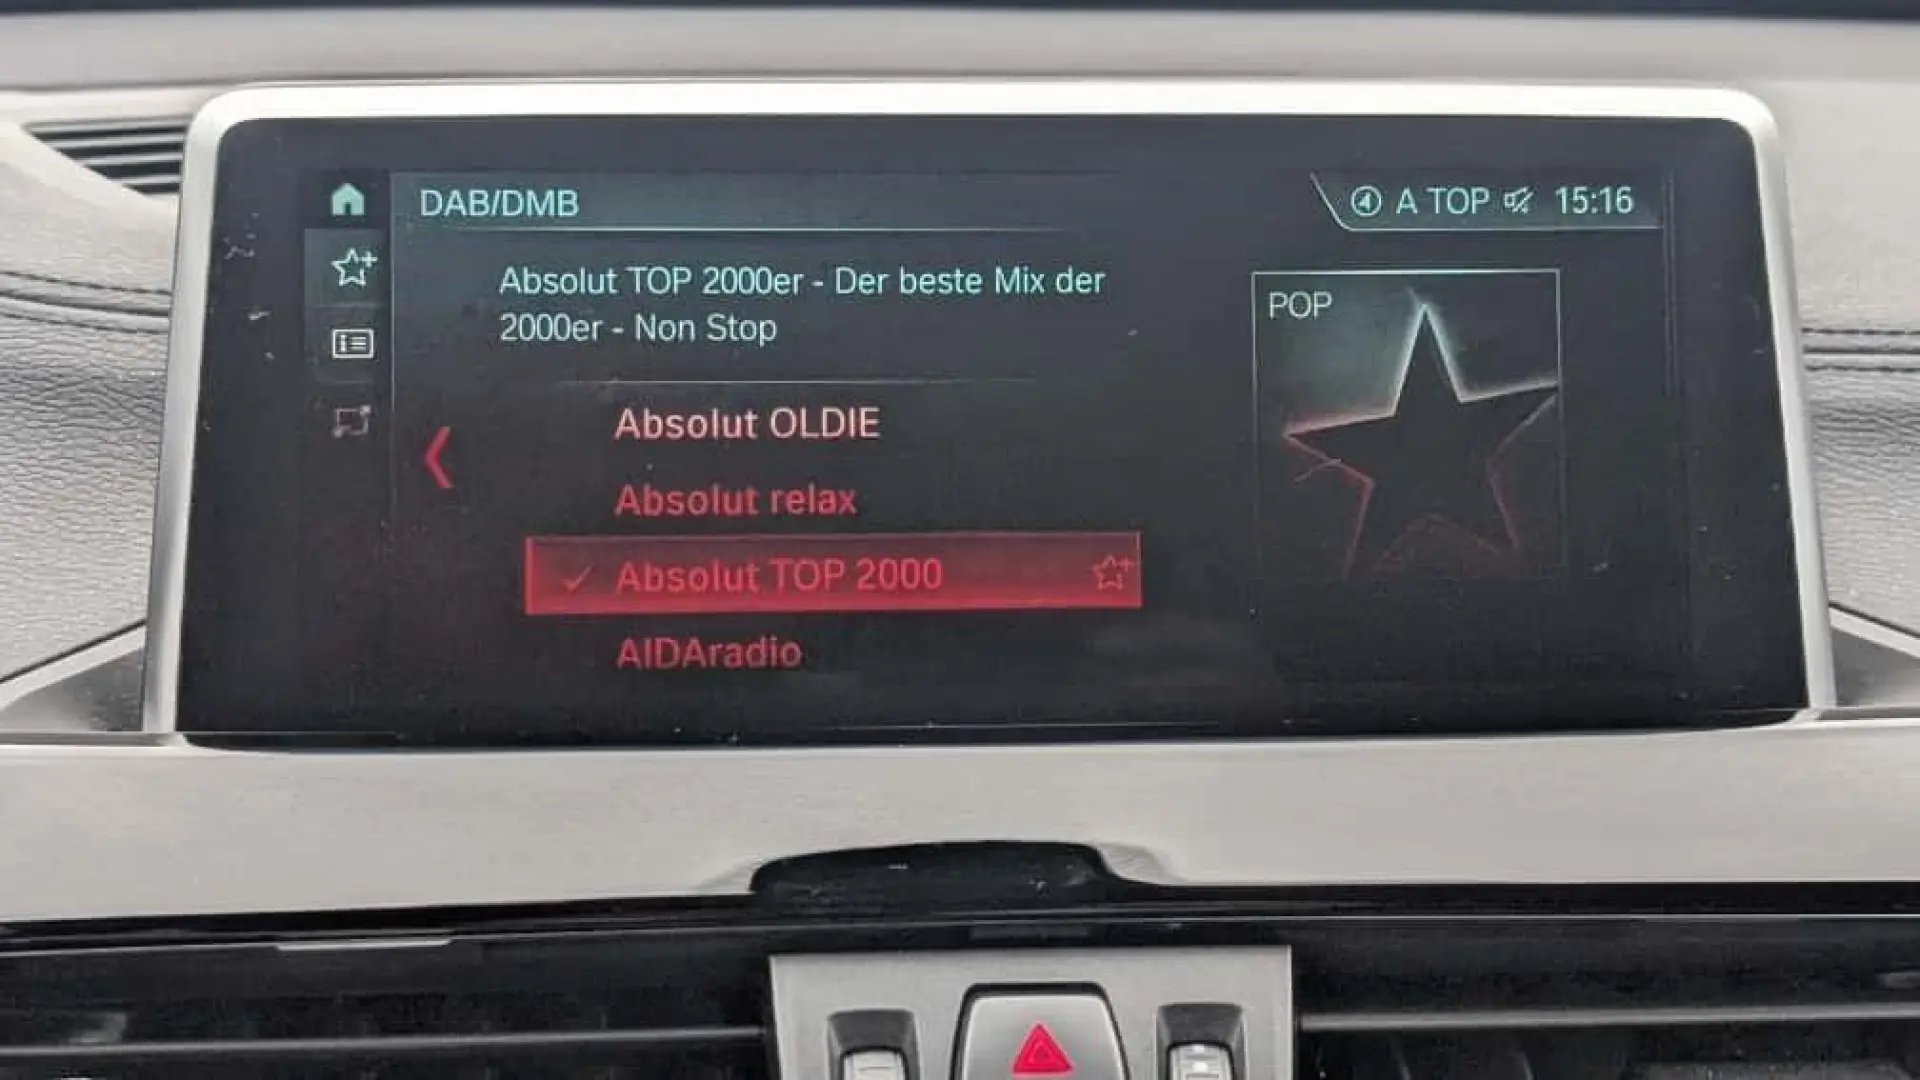 DAB/DMB
A TOP 15:16
Absolut TOP 2000er - Der beste Mix der
2000er - Non Stop
POP
Absolut OLDIE
Absolut relax
Absolut TOP 2000
AIDAradio